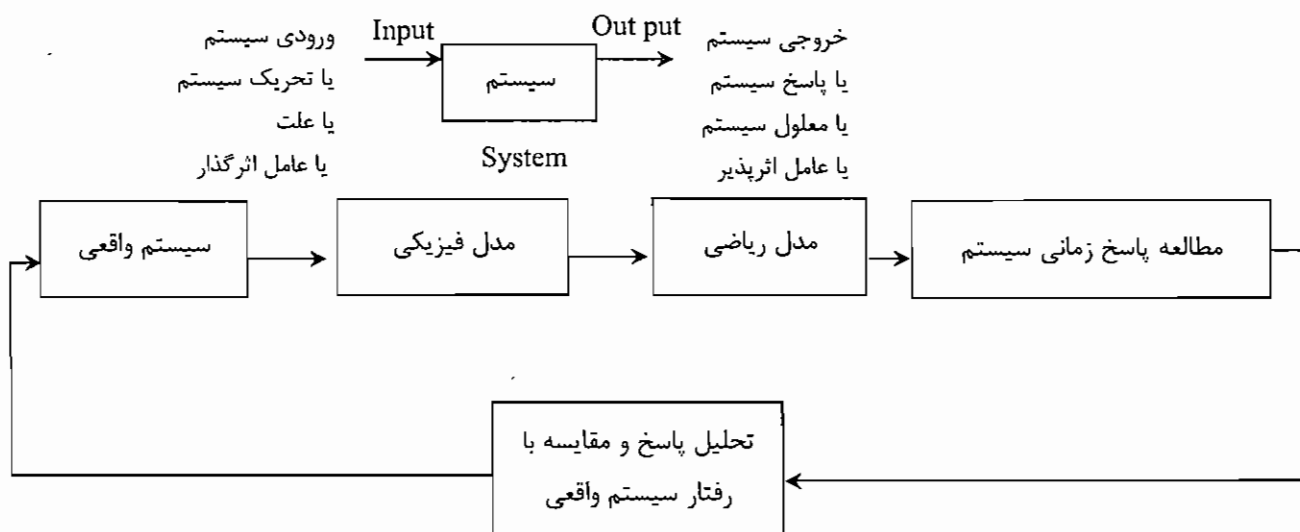 ورودی سیستم
یا تحریک سیستم
یا علت
یا عامل اثرگذار
Input
سیستم
System
Out put
خروجی سیستم
یا پاسخ سیستم
یا معلول سیستم
یا عامل اثرپذیر
سیستم واقعی
مدل فیزیکی
مدل ریاضی
مطالعه پاسخ زمانی سیستم
تحلیل پاسخ و مقایسه با
رفتار سیستم واقعی